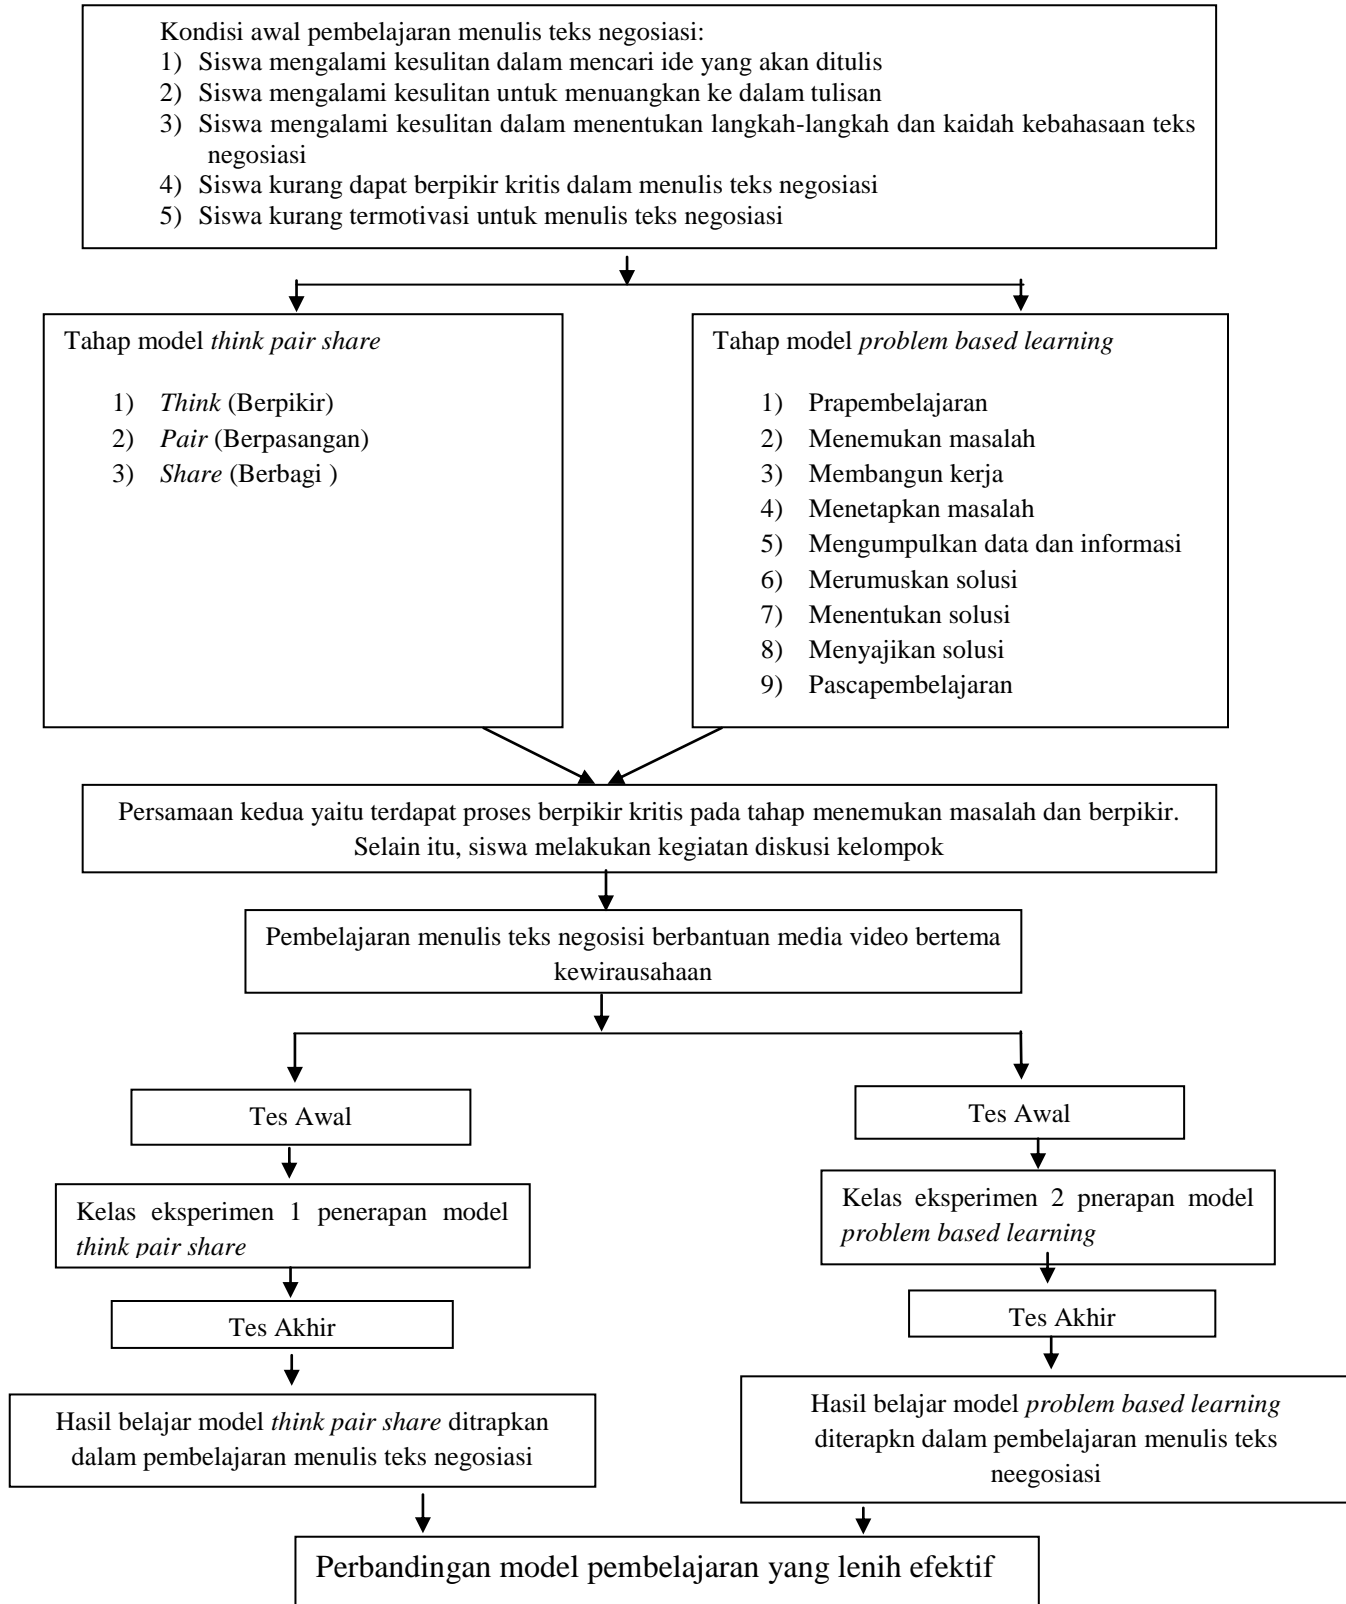 Kondisi awal pembelajaran menulis teks negosiasi:
1) Siswa mengalami kesulitan dalam mencari ide yang akan ditulis
2) Siswa mengalami kesulitan untuk menuangkan ke dalam tulisan
3) Siswa mengalami kesulitan dalam menentukan langkah-langkah dan kaidah kebahasaan teks
negosiasi
4) Siswa kurang dapat berpikir kritis dalam menulis teks negosiasi
5) Siswa kurang termotivasi untuk menulis teks negosiasi
Tahap model think pair share
1) Think (Berpikir)
2) Pair (Berpasangan)
3) Share (Berbagi )
Tahap model problem based learning
1) Prapembelajaran
2) Menemukan masalah
3) Membangun kerja
4) Menetapkan masalah
5) Mengumpulkan data dan informasi
6) Merumuskan solusi
7) Menentukan solusi
8) Menyajikan solusi
9) Pascapembelajaran
Persamaan kedua yaitu terdapat proses berpikir kritis pada tahap menemukan masalah dan berpikir.
Selain itu, siswa melakukan kegiatan diskusi kelompok
Pembelajaran menulis teks negosisi berbantuan media video bertema
kewirausahaan
Tes Awal
Tes Awal
Kelas eksperimen 1 penerapan model
think pair share
Kelas eksperimen 2 pnerapan model
problem based learning
Tes Akhir
Tes Akhir
Hasil belajar model think pair share ditrapkan
dalam pembelajaran menulis teks negosiasi
Hasil belajar model problem based learning
diterapkn dalam pembelajaran menulis teks
neegosiasi
Perbandingan model pembelajaran yang lenih efektif